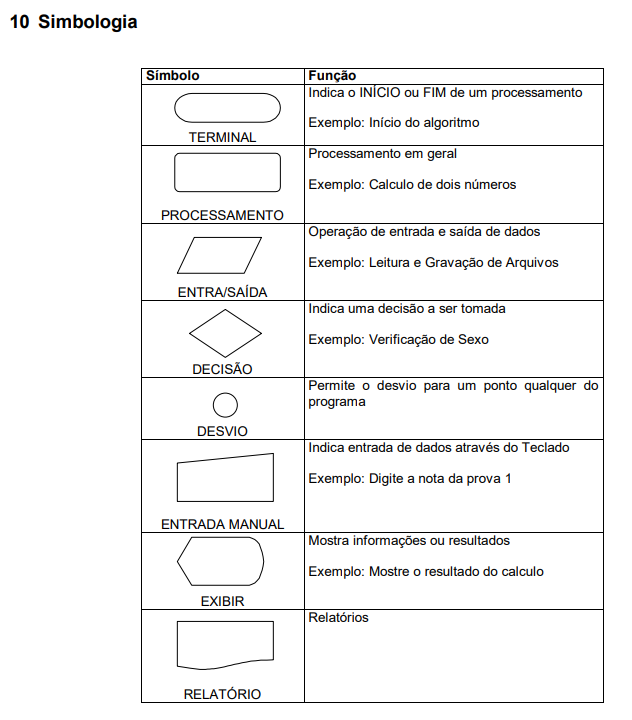 10 Simbologia
Símbolo
Função
TERMINAL
Indica o INÍCIO ou FIM de um processamento
Exemplo: Início do algoritmo
PROCESSAMENTO
Processamento em geral
Exemplo: Calculo de dois números
ENTRA/SAÍDA
Operação de entrada e saída de dados
Exemplo: Leitura e Gravação de Arquivos
DECISÃO
Indica uma decisão a ser tomada
Exemplo: Verificação de Sexo
DESVIO
Permite o desvio para um ponto qualquer do
programa
ENTRADA MANUAL
Indica entrada de dados através do Teclado
Exemplo: Digite a nota da prova 1
EXIBIR
Mostra informações ou resultados
Exemplo: Mostre o resultado do calculo
RELATÓRIO
Relatórios